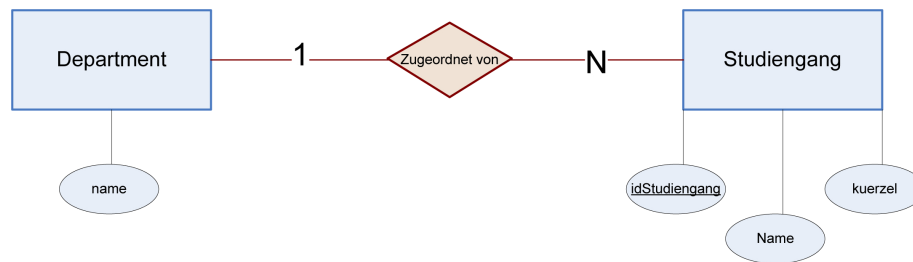 Department
1
Zugeordnet von
N
Studiengang
name
idStudiengang
kuerzel
Name